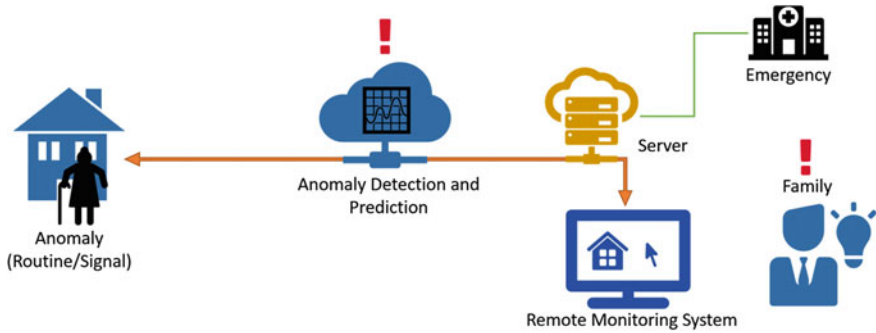 !
Emergency
Server
!
Family
Anomaly Detection and
Prediction
Anomaly
(Routine/Signal)
Remote Monitoring System